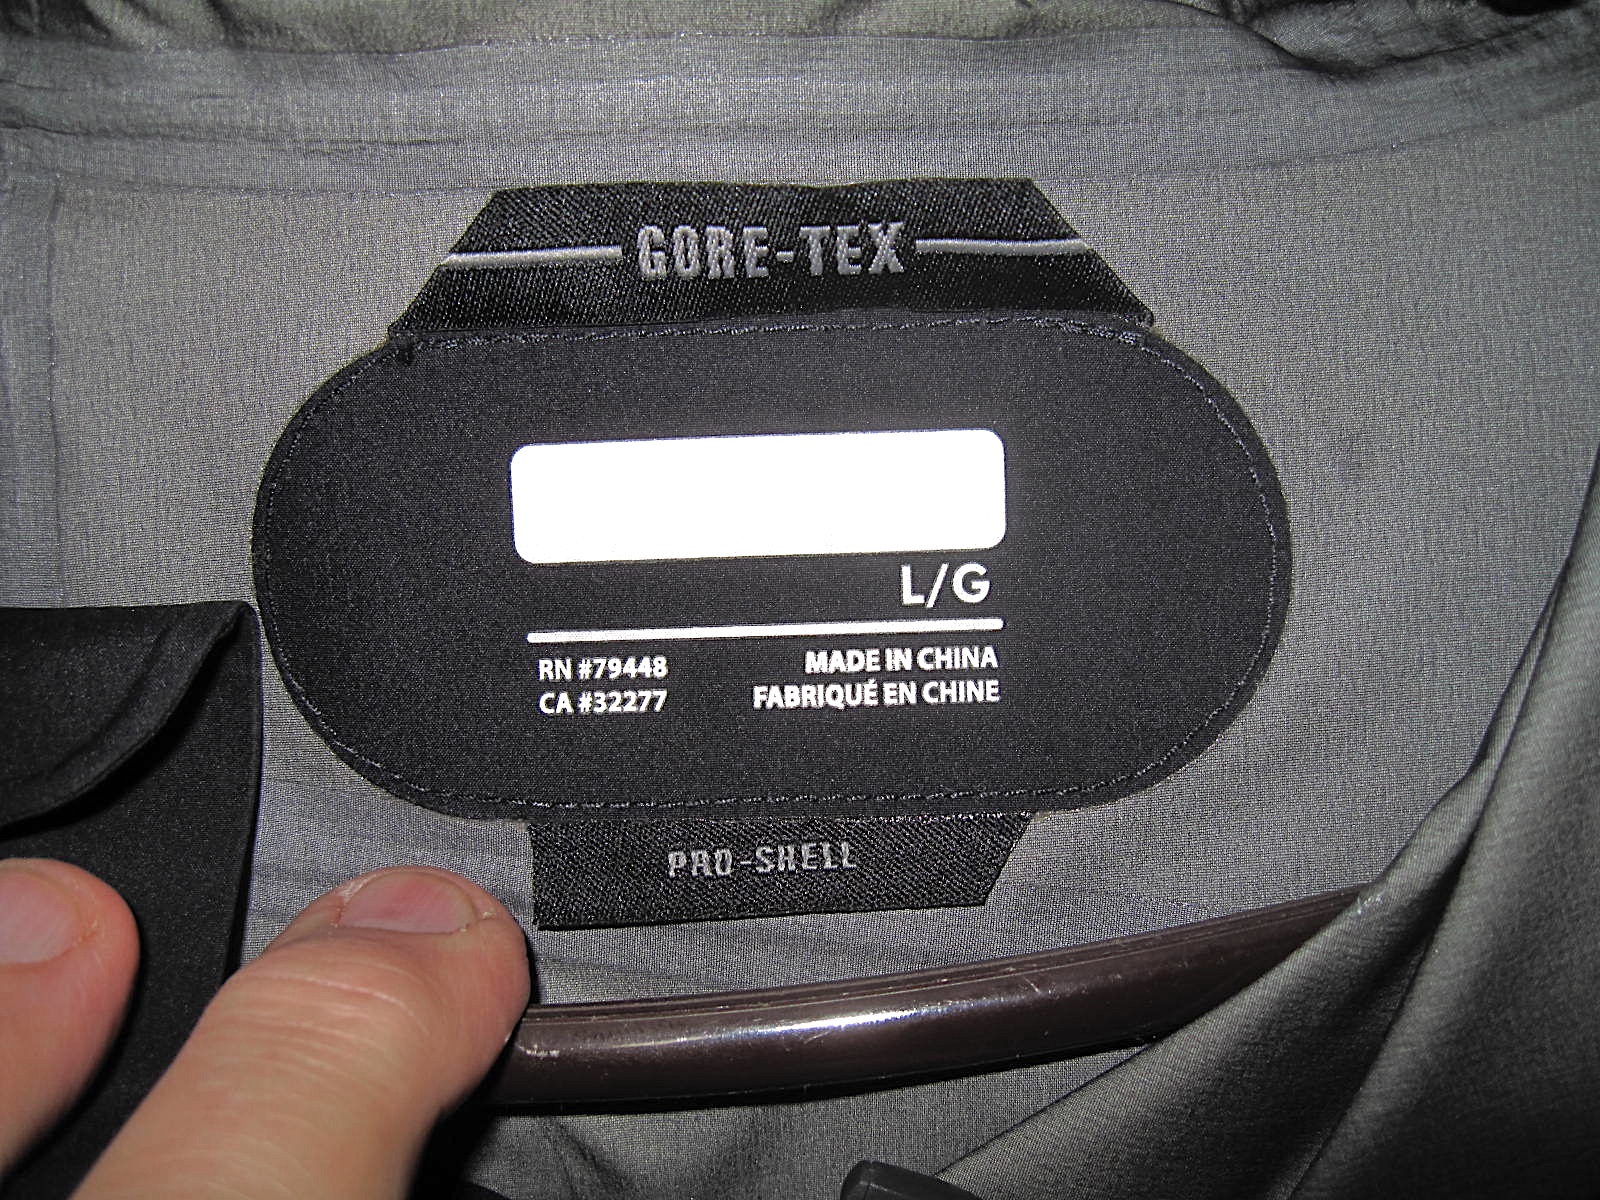 GORE-TEX
L/G
RN #79448
CA #32277
MADE IN CHINA
FABRIQUÉ EN CHINE
PRO-SHELL